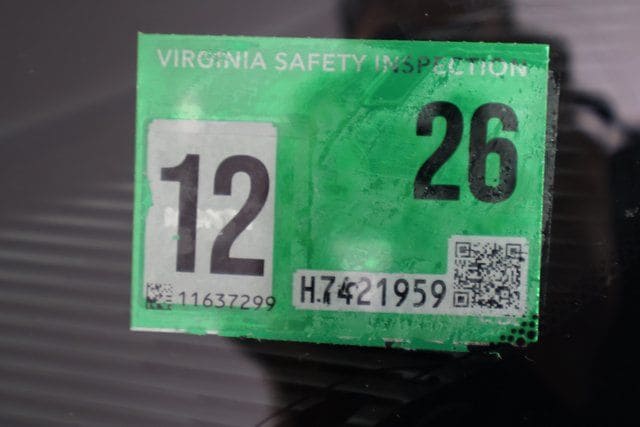 VIRGINIA SAFETY INSPECTION
26
12
11637299
H7421959